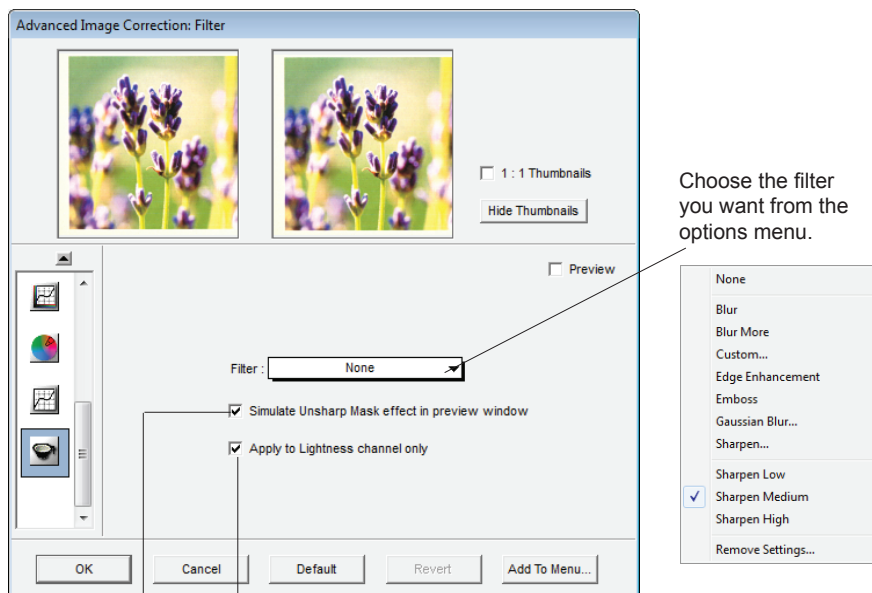 Advanced Image Correction: Filter
1 : 1 Thumbnails
Hide Thumbnails
Preview
Filter :
None
Simulate Unsharp Mask effect in preview window
Apply to Lightness channel only
OK
Cancel
Default
Revert
Add To Menu...
Choose the filter
you want from the
options menu.
None
Blur
Blur More
Custom...
Edge Enhancement
Emboss
Gaussian Blur...
Sharpen...
Sharpen Low
Sharpen Medium
Sharpen High
Remove Settings...